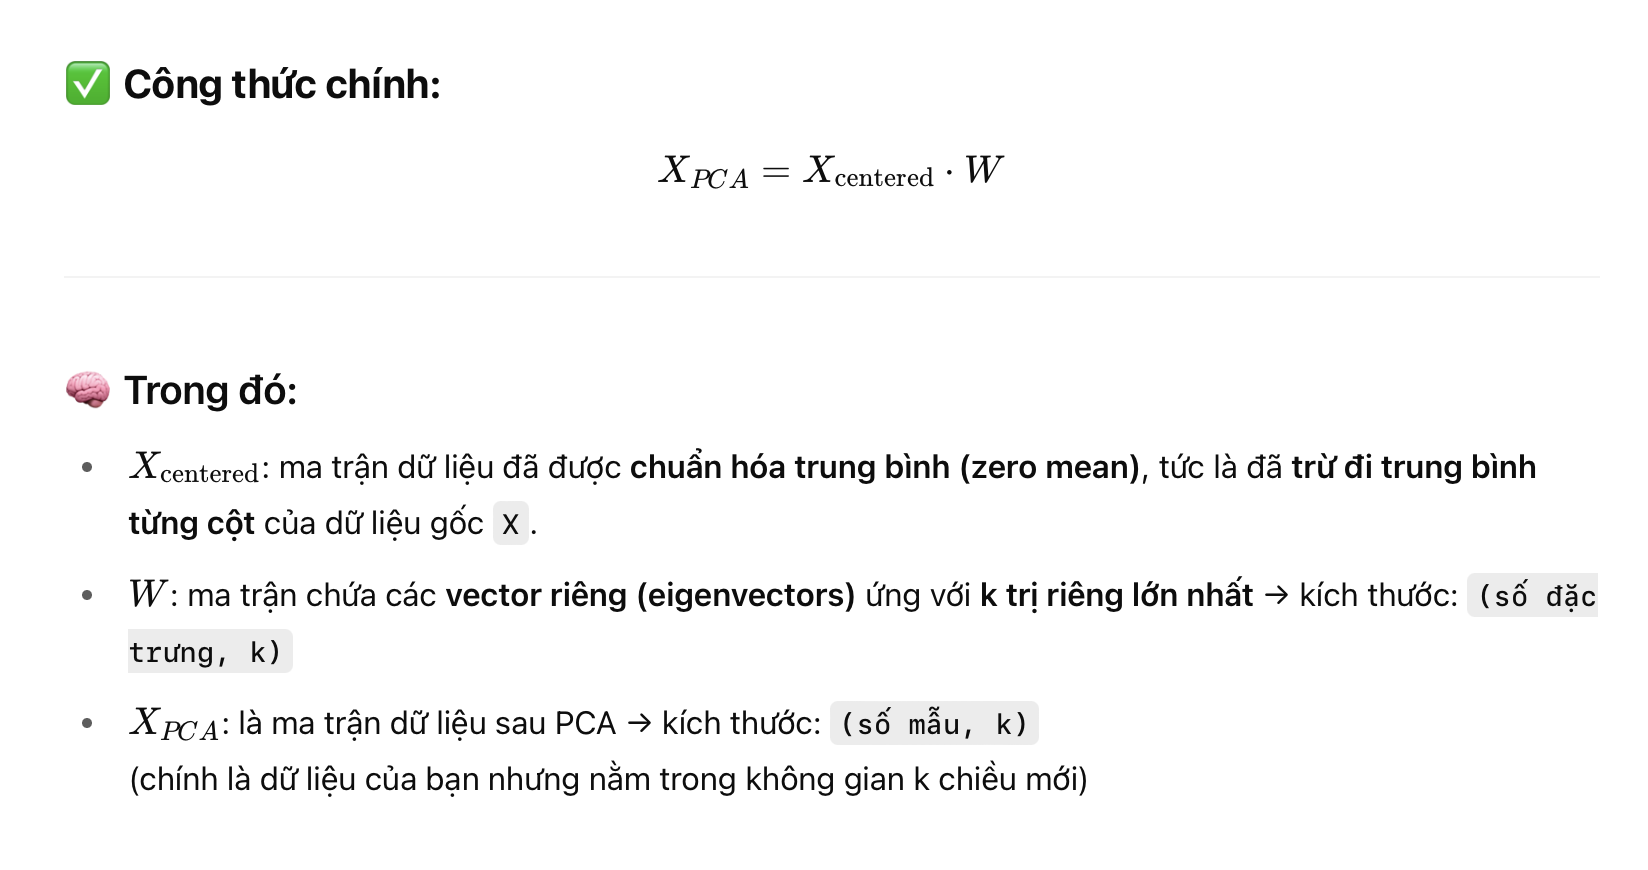 ✅ Công thức chính:
X_{PCA} = X_{centered} · W
🧠 Trong đó:
• X_{centered}: ma trận dữ liệu đã được chuẩn hóa trung bình (zero mean), tức là đã trừ đi trung bình
từng cột của dữ liệu gốc X.
• W: ma trận chứa các vector riêng (eigenvectors) ứng với k trị riêng lớn nhất → kích thước: (số đặc
trưng, k)
• X_{PCA}: là ma trận dữ liệu sau PCA → kích thước: (số mẫu, k)
(chính là dữ liệu của bạn nhưng nằm trong không gian k chiều mới)